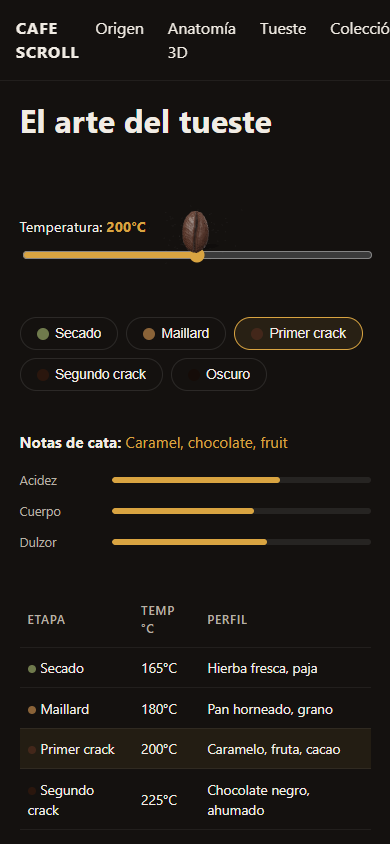 CAFE SCROLL Origen Anatomía 3D Tueste Colecció
El arte del tueste
Temperatura: 200°C
Secado Maillard Primer crack
Segundo crack Oscuro
Notas de cata: Caramel, chocolate, fruit
Acidez
Cuerpo
Dulzor
ETAPA TEMP °C PERFIL
Secado 165°C Hierba fresca, paja
Maillard 180°C Pan horneado, grano
Primer crack 200°C Caramelo, fruta, cacao
Segundo crack 225°C Chocolate negro, ahumado